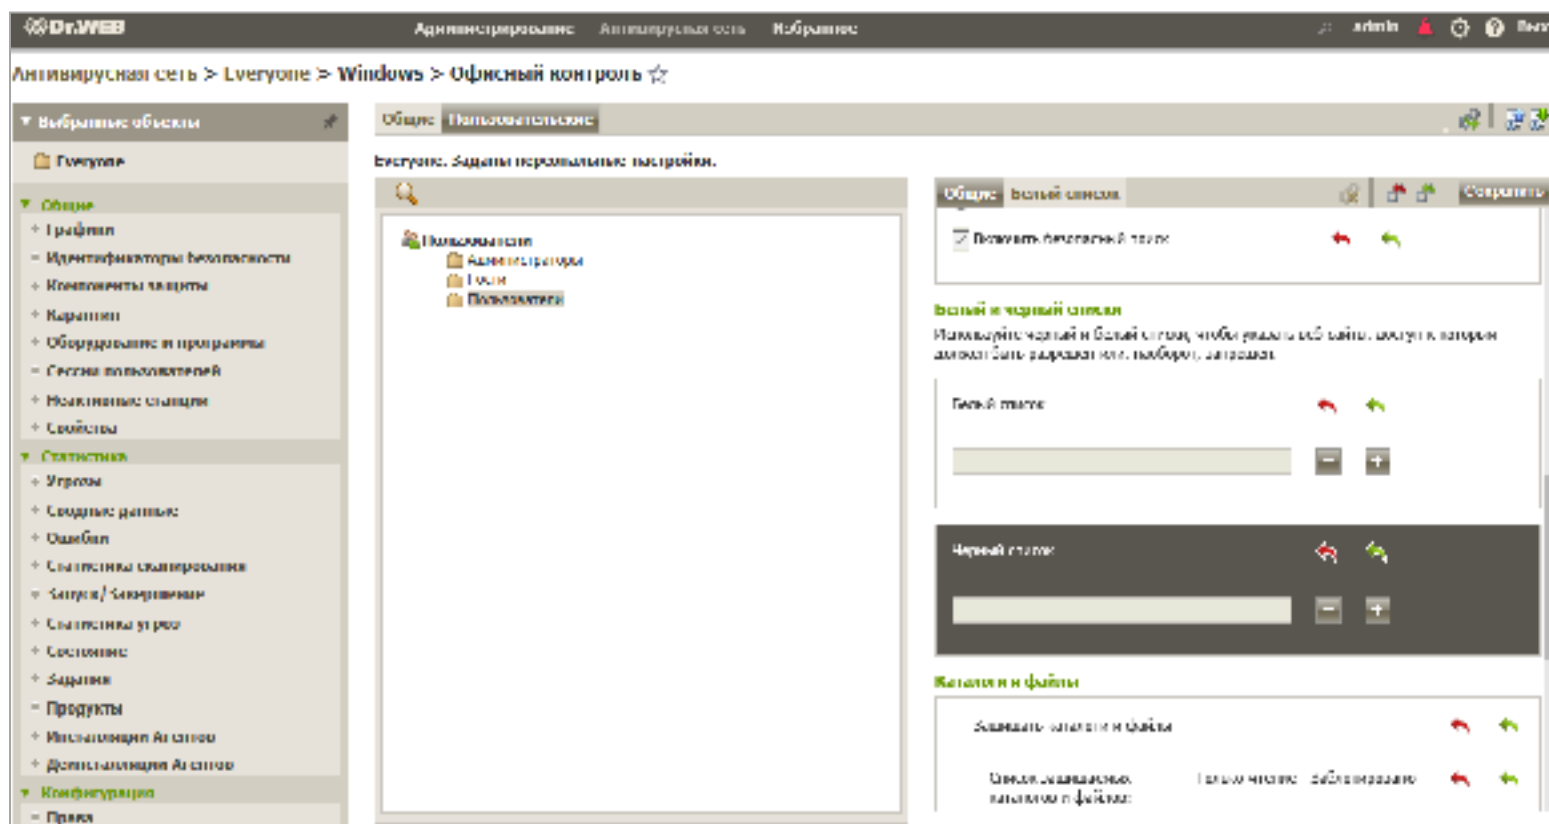 Dr.WEB
Администрирование Антивирусная сеть Избранное
admin
Антивирусная сеть > Everyone > Windows > Офисный контроль
Выбранные объекты
Everyone
Общие
Графики
Идентификаторы безопасности
Компоненты защиты
Карантин
Оборудование и программы
Сессии пользователей
Неактивные станции
Свойства
Статистика
Угрозы
Сводные данные
Ошибки
Статистика сканирования
Запуск/Завершение
Статистика угроз
Состояние
Задания
Продукты
Инсталляции Агентов
Деинсталляции Агентов
Конфигурация
Права
Общие Пользовательские
Everyone. Заданы персональные настройки.
Пользователи
Администраторы
Гости
Пользователи
Общие Белый список
Сохранить
Включить безопасный поиск
Белый и черный списки
Используйте черный и белый списки, чтобы указать веб-сайты, доступ к которым
должен быть разрешен или, наоборот, запрещен.
Белый список
− +
Черный список
− +
Каталоги и файлы
Защищать каталоги и файлы
Список защищаемых Только чтение Заблокировано
каталогов и файлов: